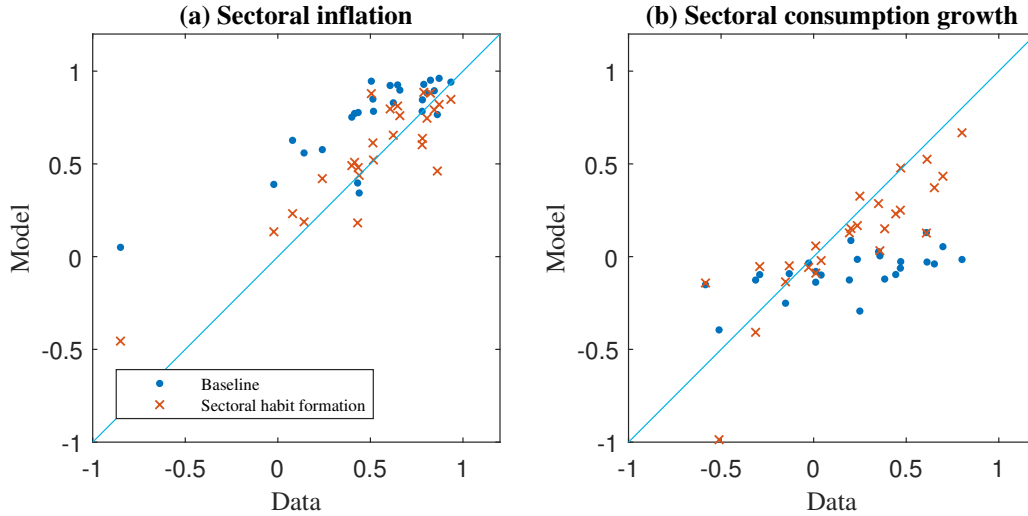 (a) Sectoral inflation
1
0.5
0
-0.5
-1
Model
-1
-0.5
0
0.5
1
Data
Baseline
Sectoral habit formation
(b) Sectoral consumption growth
1
0.5
0
-0.5
-1
Model
-1
-0.5
0
0.5
1
Data